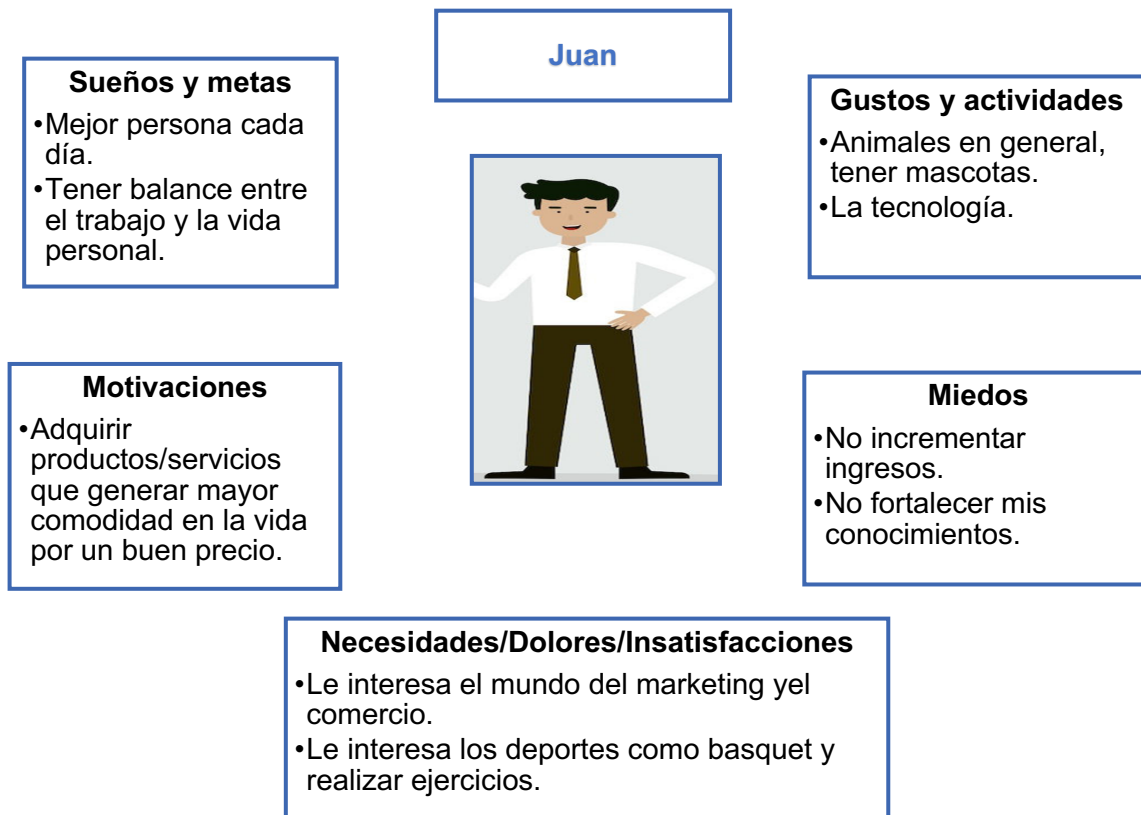 Juan
Sueños y metas
•Mejor persona cada
día.
•Tener balance entre
el trabajo y la vida
personal.
Gustos y actividades
•Animales en general,
tener mascotas.
•La tecnología.
Motivaciones
•Adquirir
productos/servicios
que generar mayor
comodidad en la vida
por un buen precio.
Miedos
•No incrementar
ingresos.
•No fortalecer mis
conocimientos.
Necesidades/Dolores/Insatisfacciones
•Le interesa el mundo del marketing yel
comercio.
•Le interesa los deportes como basquet y
realizar ejercicios.